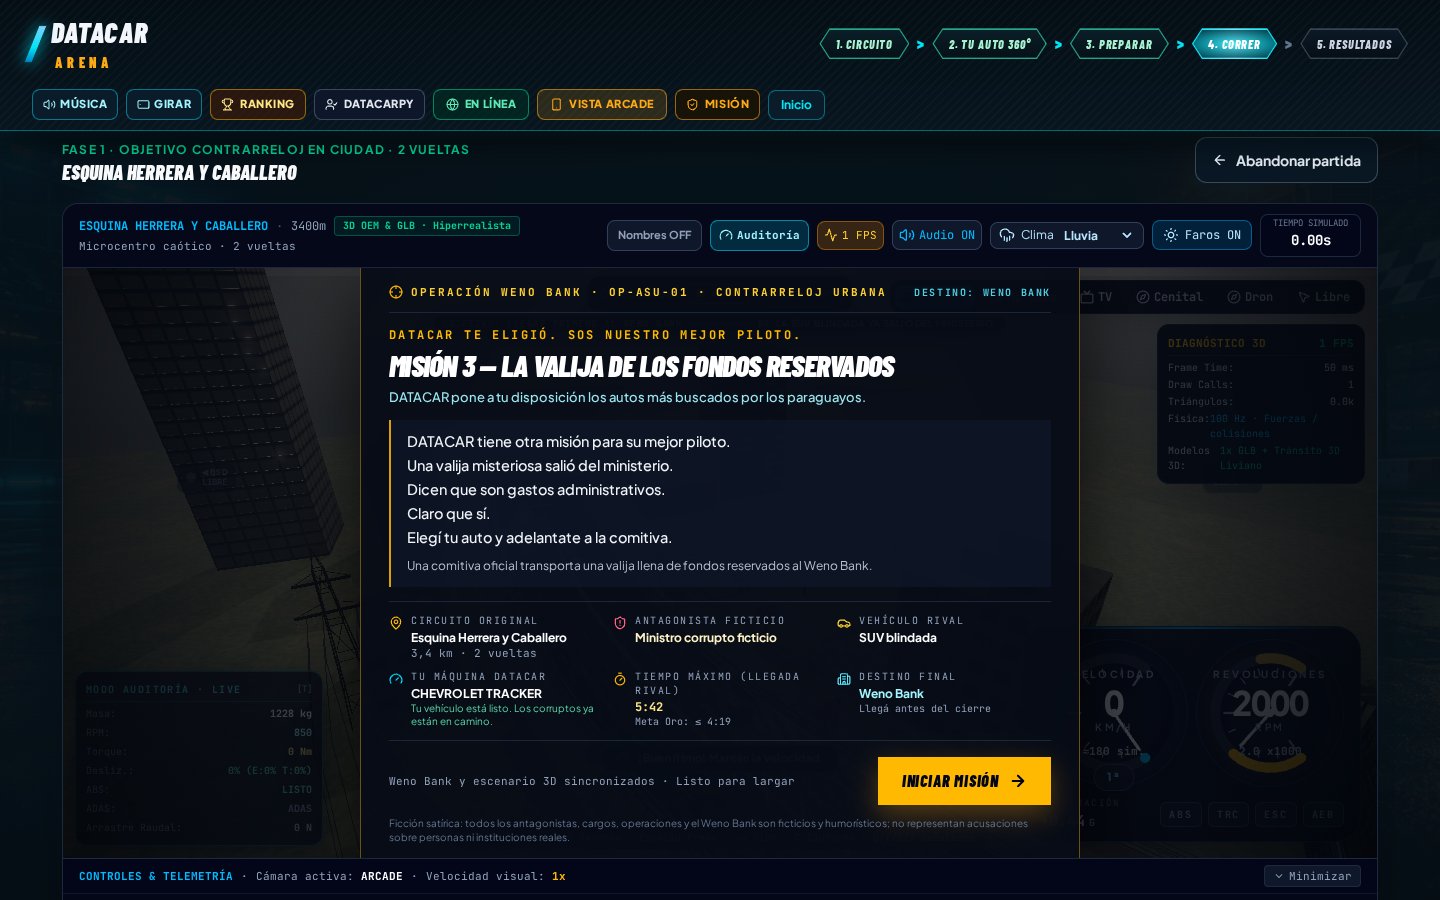 DATACAR
ARENA
1. CIRCUITO > 2. TU AUTO 360° > 3. PREPARAR > 4. CORRER > 5. RESULTADOS
MÚSICA GIRAR RANKING DATACARPY EN LÍNEA VISTA ARCADE MISIÓN Inicio
FASE 1 · OBJETIVO CONTRARRELOJ EN CIUDAD · 2 VUELTAS
ESQUINA HERRERA Y CABALLERO
← Abandonar partida
ESQUINA HERRERA Y CABALLERO · 3400m 3D OEM & GLB · Hiperrealista
Microcentro caótico · 2 vueltas
Nombres OFF Auditoría 1 FPS Audio ON Clima Lluvia Faros ON
TIEMPO SIMULADO
0.00s
OPERACIÓN WENO BANK · OP-ASU-01 · CONTRARRELOJ URBANA DESTINO: WENO BANK
TV Cenital Dron Libre
DATACAR TE ELIGIÓ. SOS NUESTRO MEJOR PILOTO.
MISIÓN 3 — LA VALIJA DE LOS FONDOS RESERVADOS
DATACAR pone a tu disposición los autos más buscados por los paraguayos.
DATACAR tiene otra misión para su mejor piloto.
Una valija misteriosa salió del ministerio.
Dicen que son gastos administrativos.
Claro que sí.
Elegí tu auto y adelantate a la comitiva.
Una comitiva oficial transporta una valija llena de fondos reservados al Weno Bank.
DIAGNÓSTICO 3D 1 FPS
Frame Time: 50 ms
Draw Calls: 1
Triángulos: 0.0k
Física: 100 Hz · Fuerzas /
colisiones
Modelos 1x GLB + Tránsito 3D
3D: Liviano
CIRCUITO ORIGINAL
Esquina Herrera y Caballero
3,4 km · 2 vueltas
ANTAGONISTA FICTICIO
Ministro corrupto ficticio
VEHÍCULO RIVAL
SUV blindada
TU MÁQUINA DATACAR
CHEVROLET TRACKER
Tu vehículo está listo. Los corruptos ya
están en camino.
TIEMPO MÁXIMO (LLEGADA
RIVAL)
5:42
Meta Oro: ≤ 4:19
DESTINO FINAL
Weno Bank
Llegá antes del cierre
MODO AUDITORÍA · LIVE [T]
Masa: 1228 kg
RPM: 850
Torque: 0 Nm
Desliz.: 0% (E:0% T:0%)
ABS: LISTO
ADAS: ADAS
Arrastre Raudal: 0 N
ELOCIDAD
0
KM/H
≈180 sim.
1ª
REVOLUCIONES
2000
RPM
2.0 x1000
ABS TRC ESC AEB
Weno Bank y escenario 3D sincronizados · Listo para largar
INICIAR MISIÓN →
Ficción satírica: todos los antagonistas, cargos, operaciones y el Weno Bank son ficticios y humorísticos; no representan acusaciones
sobre personas ni instituciones reales.
CONTROLES & TELEMETRÍA · Cámara activa: ARCADE · Velocidad visual: 1x
Minimizar